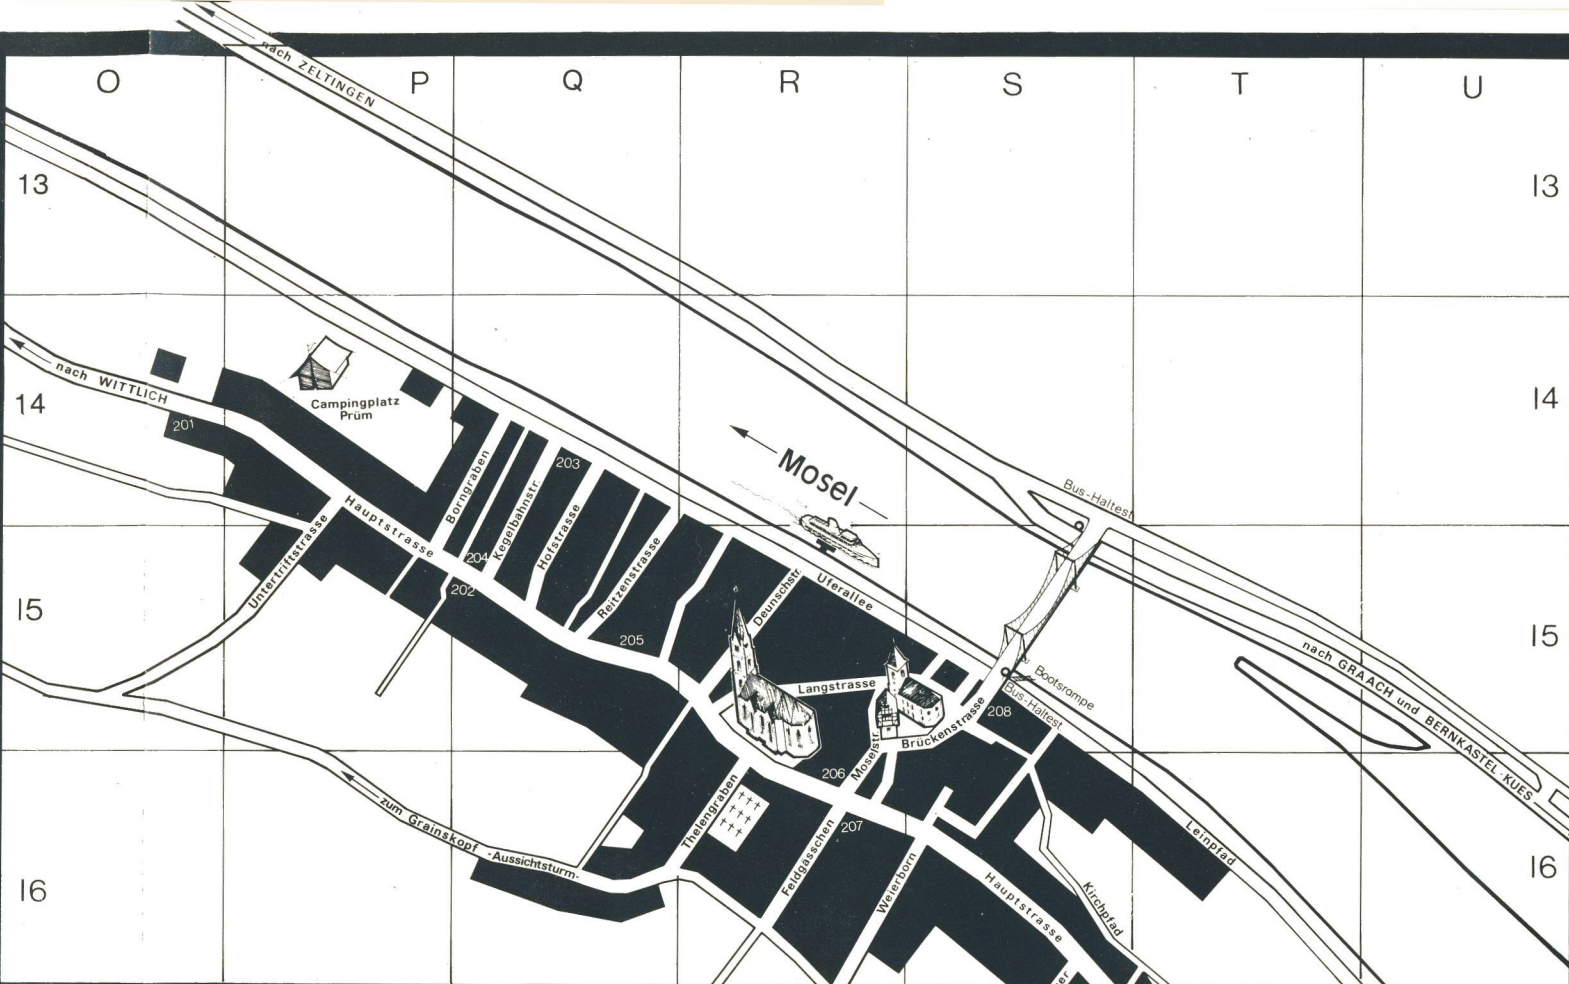 nach ZELTINGEN
O P Q R S T U
13 13
nach WITTLICH
14 14
201
Campingplatz
Prüm
Mosel
Bus-Haltest
203
Borngraben
Kegelbahnstr.
Hofstrasse
Reitzenstrasse
Hauptstrasse
Untertriftstrasse
204
202
205
Deunschstr.
Uferallee
15 15
nach GRAACH und BERNKASTEL-KUES
Langstrasse
Bootsrampe
Bus-Haltest
208
Brückenstrasse
Moselstr.
206
207
zum Grainskopf -Aussichtsturm-
Thelengraben
Feldgässchen
Weierborn
Leinpfad
16 16
Hauptstrasse
Kirchpfad
er